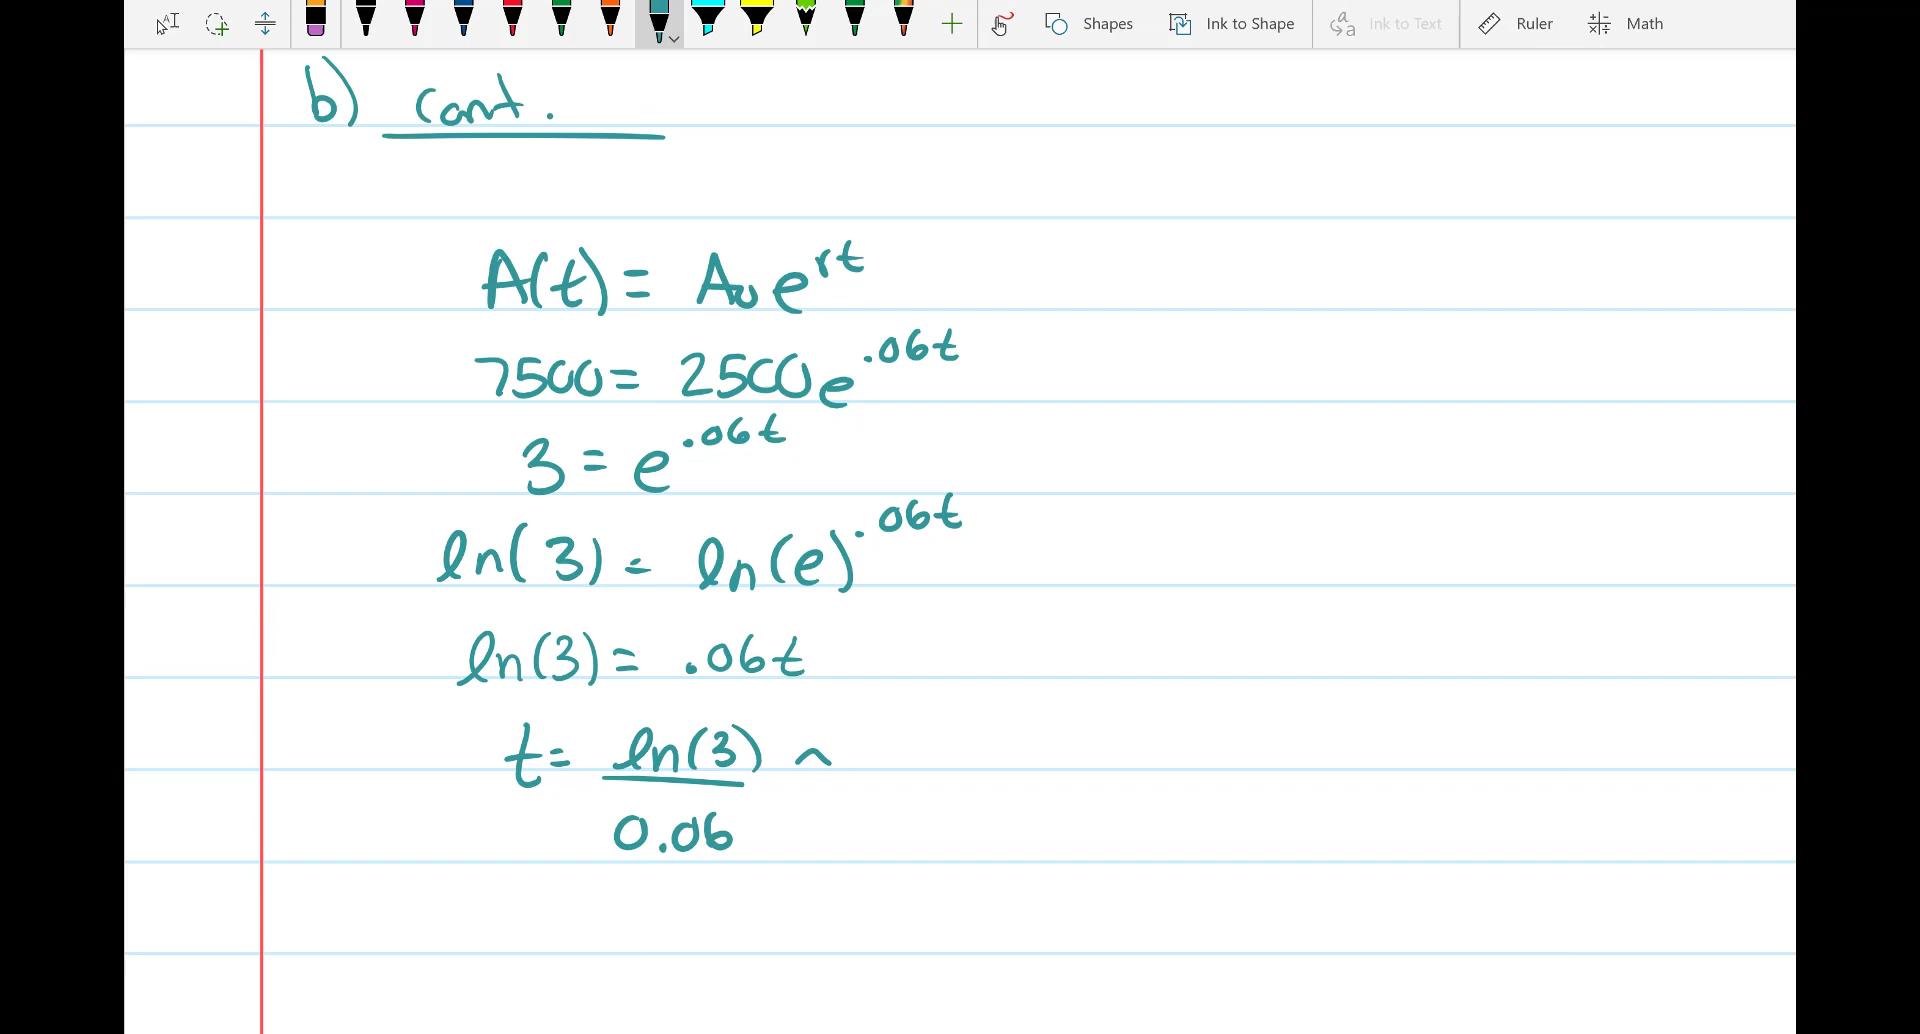 Shapes Ink to Shape Ink to Text Ruler Math
b) cont.
A(t) = A₀ e^rt
7500 = 2500e^.06t
3 = e^.06t
ln(3) = ln(e)^.06t
ln(3) = .06t
t = ln(3) ~
0.06